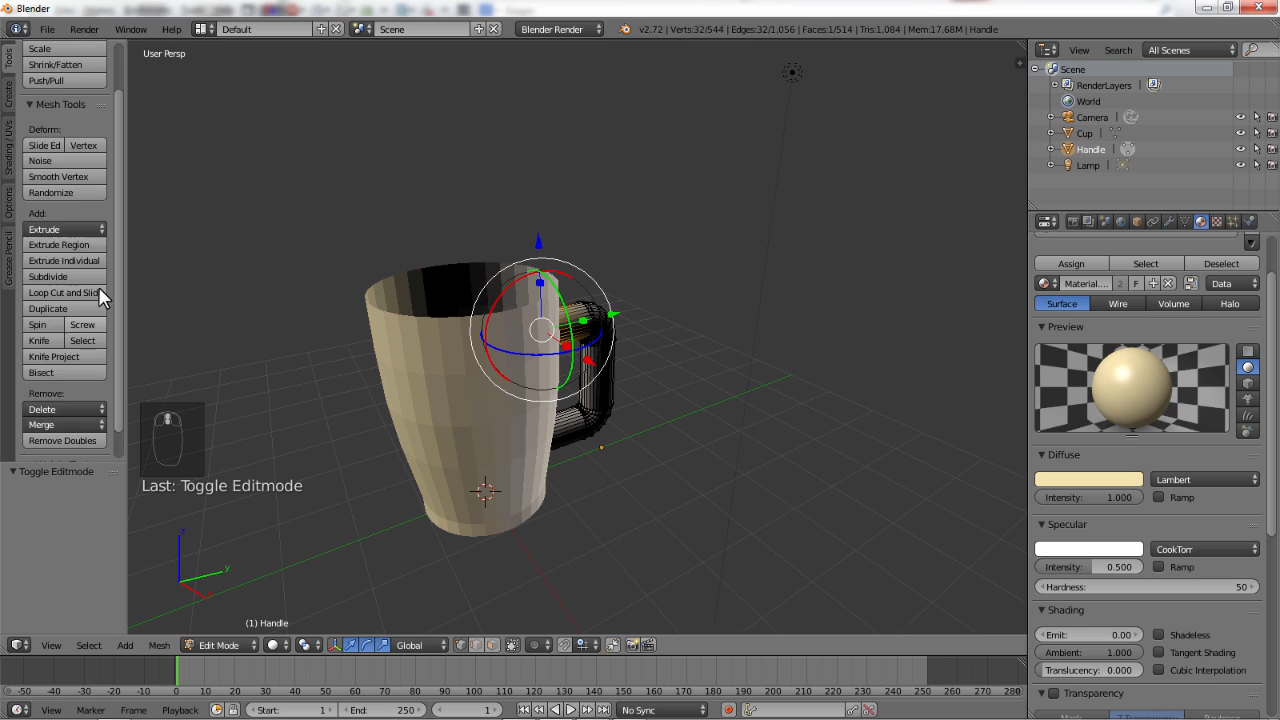 Blender
File Render Window Help Default Scene Blender Render v2.72 | Verts:32/544 | Edges:32/1,056 | Faces:1/514 | Tris:1,084 | Mem:17.68M | Handle
Tools
Create
Shading / UVs
Options
Grease Pencil
Scale
Shrink/Fatten
Push/Pull
Mesh Tools
Deform:
Slide Ed Vertex
Noise
Smooth Vertex
Randomize
Add:
Extrude
Extrude Region
Extrude Individual
Subdivide
Loop Cut and Slid
Duplicate
Spin Screw
Knife Select
Knife Project
Bisect
Remove:
Delete
Merge
Remove Doubles
Toggle Editmode
User Persp
Last: Toggle Editmode
z
y
(1) Handle
View Select Add Mesh Edit Mode Global
-50 -40 -30 -20 -10 0 10 20 30 40 50 60 70 80 90 100 110 120 130 140 150 160 170 180 190 200 210 220 230 240 250 260 270 280
View Marker Frame Playback Start: 1 End: 250 1 No Sync
View Search All Scenes
Scene
RenderLayers
World
Camera
Cup
Handle
Lamp
Assign Select Deselect
Material.... 2 F Data
Surface Wire Volume Halo
Preview
Diffuse
Lambert
Intensity: 1.000 Ramp
Specular
CookTorr
Intensity: 0.500 Ramp
Hardness: 50
Shading
Emit: 0.00 Shadeless
Ambient: 1.000 Tangent Shading
Translucency: 0.000 Cubic Interpolation
Transparency